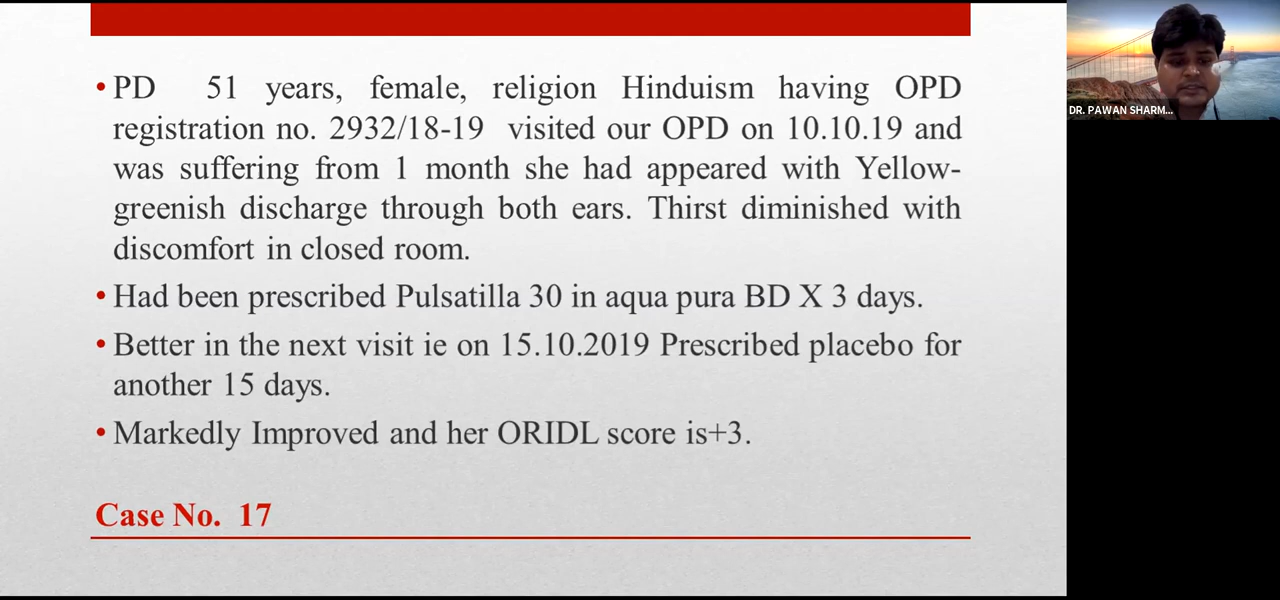 • PD 51 years, female, religion Hinduism having OPD
registration no. 2932/18-19 visited our OPD on 10.10.19 and
was suffering from 1 month she had appeared with Yellow-
greenish discharge through both ears. Thirst diminished with
discomfort in closed room.
• Had been prescribed Pulsatilla 30 in aqua pura BD X 3 days.
• Better in the next visit ie on 15.10.2019 Prescribed placebo for
another 15 days.
• Markedly Improved and her ORIDL score is+3.
Case No. 17
DR. PAWAN SHARM...